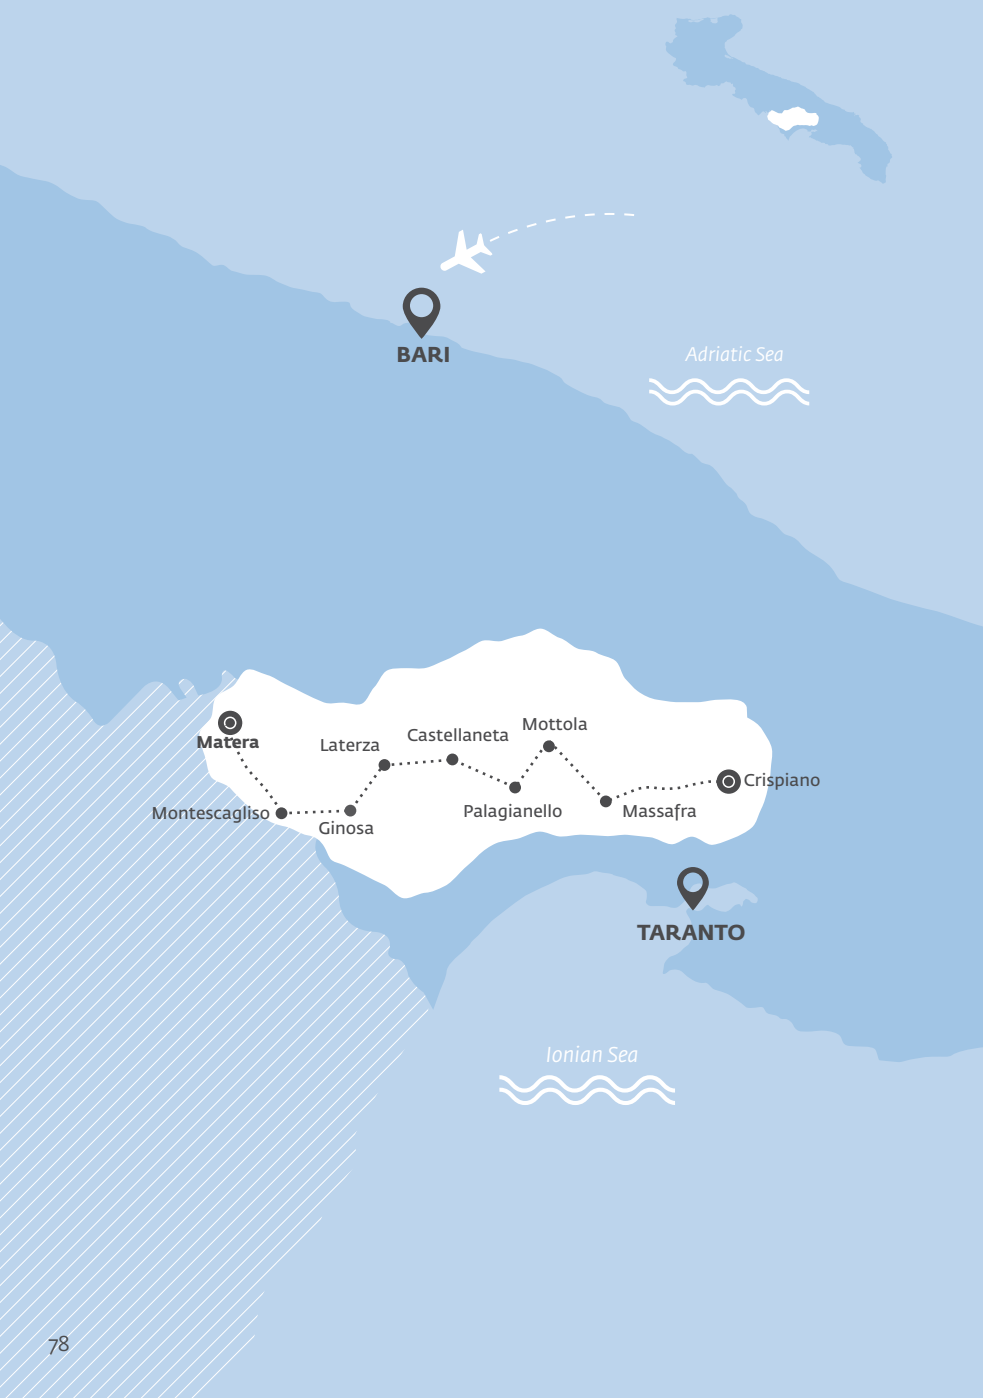 BARI
Adriatic Sea
Mottola
Castellaneta
Laterza
Matera
Crispiano
Montescagliso
Palagianello
Massafra
Ginosa
TARANTO
Ionian Sea
78